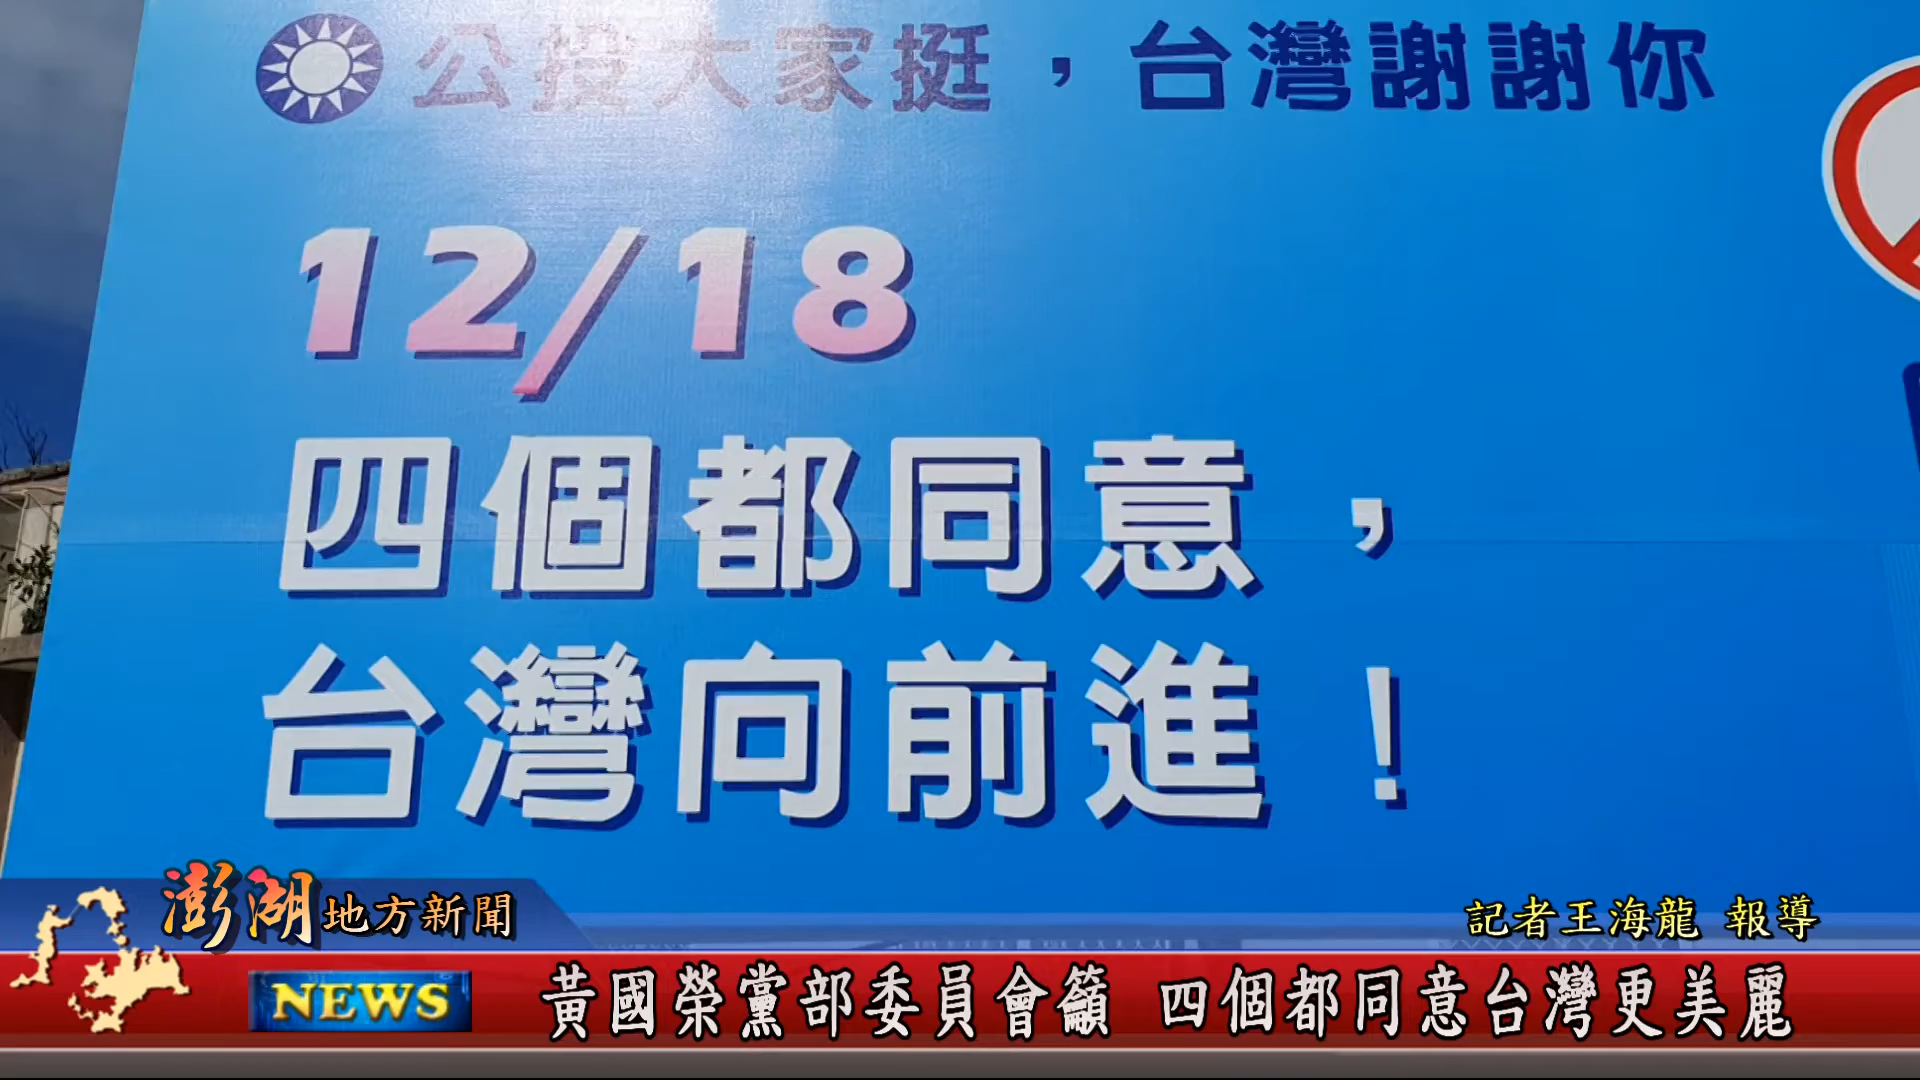 公投大家挺，台灣謝謝你
12/18
四個都同意，
台灣向前進！
澎湖地方新聞
記者王海龍 報導
NEWS
黃國榮黨部委員會籲 四個都同意台灣更美麗